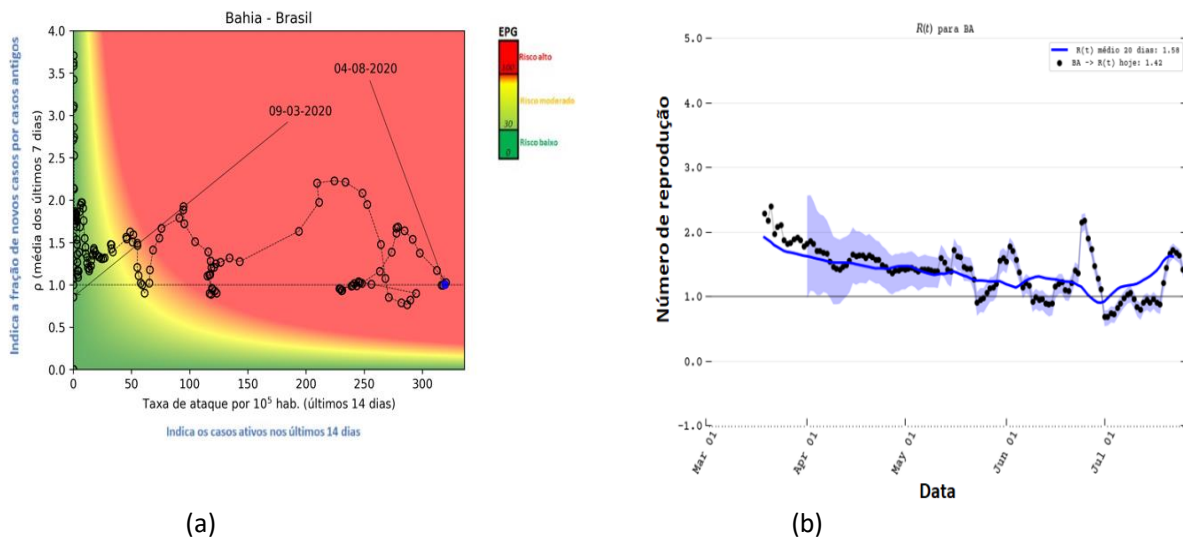 Bahia - Brasil
Indica a fração de novos casos por casos antigos
ρ (média dos últimos 7 dias)
4.0
3.5
3.0
2.5
2.0
1.5
1.0
0.5
0.0
04-08-2020
09-03-2020
0 50 100 150 200 250 300
Taxa de ataque por 10⁵ hab. (últimos 14 dias)
Indica os casos ativos nos últimos 14 dias
EPG
Risco alto
100
Risco moderado
30
Risco baixo
0
(a)
R(t) para BA
R(t) médio 20 dias: 1.58
BA -> R(t) hoje: 1.42
Número de reprodução
5.0
4.0
3.0
2.0
1.0
0.0
-1.0
Mar 01
Apr 01
May 01
Jun 01
Jul 01
Data
(b)